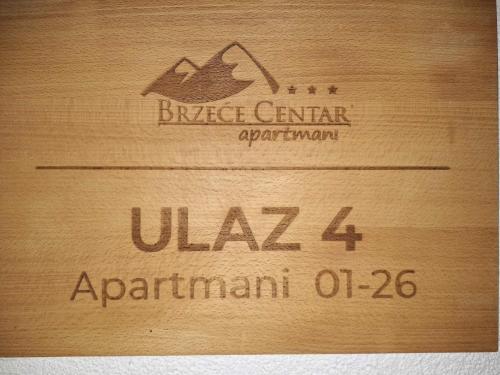 BRZEĆE CENTAR
apartmani
ULAZ 4
Apartmani 01-26